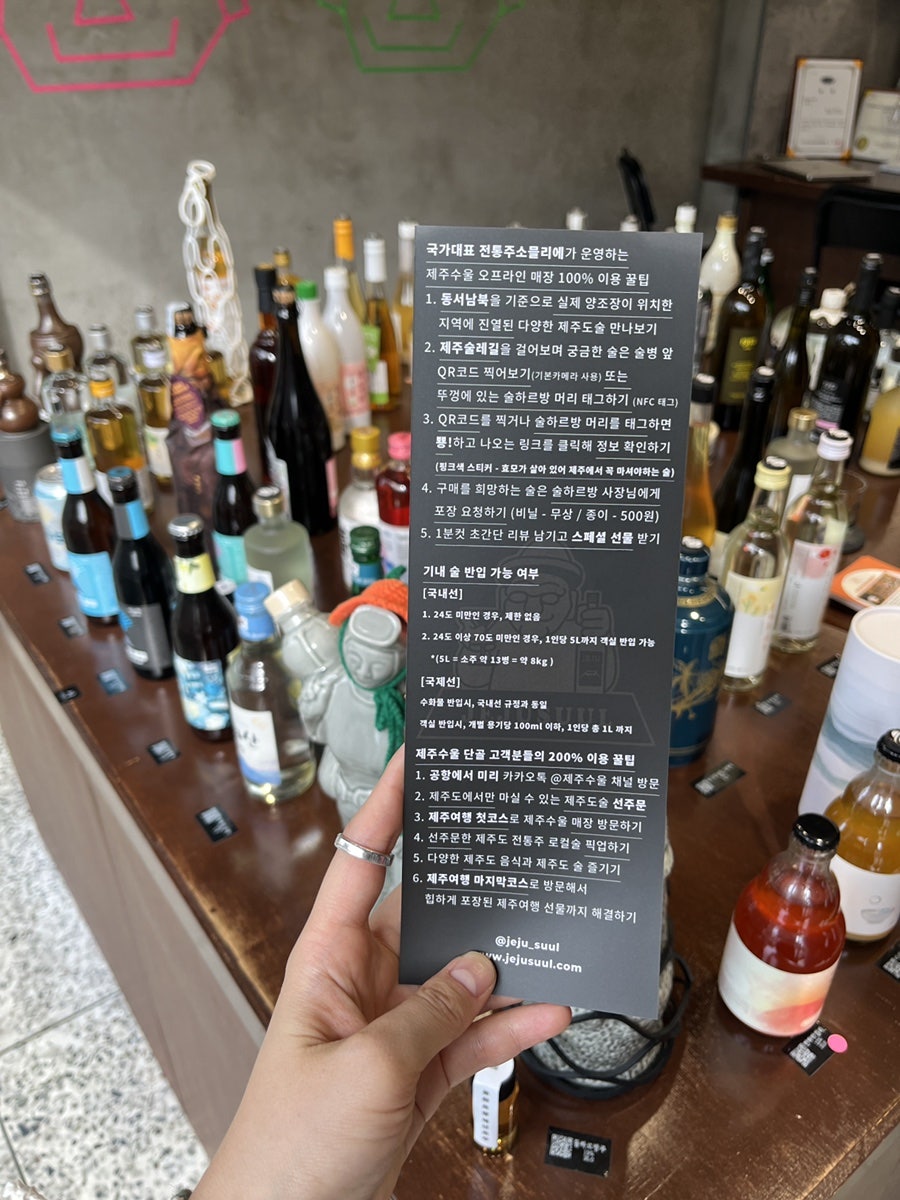 국가대표 전통주소믈리에가 운영하는
제주수울 오프라인 매장 100% 이용 꿀팁
1. 동서남북을 기준으로 실제 양조장이 위치한
지역에 진열된 다양한 제주도술 만나보기
2. 제주술레길을 걸어보며 궁금한 술은 술병 앞
QR코드 찍어보기(기본카메라 사용) 또는
뚜껑에 있는 술하르방 머리 태그하기 (NFC 태그)
3. QR코드를 찍거나 술하르방 머리를 태그하면
뿅!하고 나오는 링크를 클릭해 정보 확인하기
(핑크색 스티커 - 효모가 살아 있어 제주에서 꼭 마셔야하는 술)
4. 구매를 희망하는 술은 술하르방 사장님에게
포장 요청하기 (비닐 - 무상 / 종이 - 500원)
5. 1분컷 초간단 리뷰 남기고 스페셜 선물 받기
기내 술 반입 가능 여부
[국내선]
1. 24도 미만인 경우, 제한 없음
2. 24도 이상 70도 미만인 경우, 1인당 5L까지 객실 반입 가능
*(5L = 소주 약 13병 = 약 8kg )
[국제선]
수화물 반입시, 국내선 규정과 동일
객실 반입시, 개별 용기당 100ml 이하, 1인당 총 1L 까지
제주수울 단골 고객분들의 200% 이용 꿀팁
1. 공항에서 미리 카카오톡 @제주수울 채널 방문
2. 제주도에서만 마실 수 있는 제주도술 선주문
3. 제주여행 첫코스로 제주수울 매장 방문하기
4. 선주문한 제주도 전통주 로컬술 픽업하기
5. 다양한 제주도 음식과 제주도 술 즐기기
6. 제주여행 마지막코스로 방문해서
힙하게 포장된 제주여행 선물까지 해결하기
@jeju_suul
www.jejusuul.com